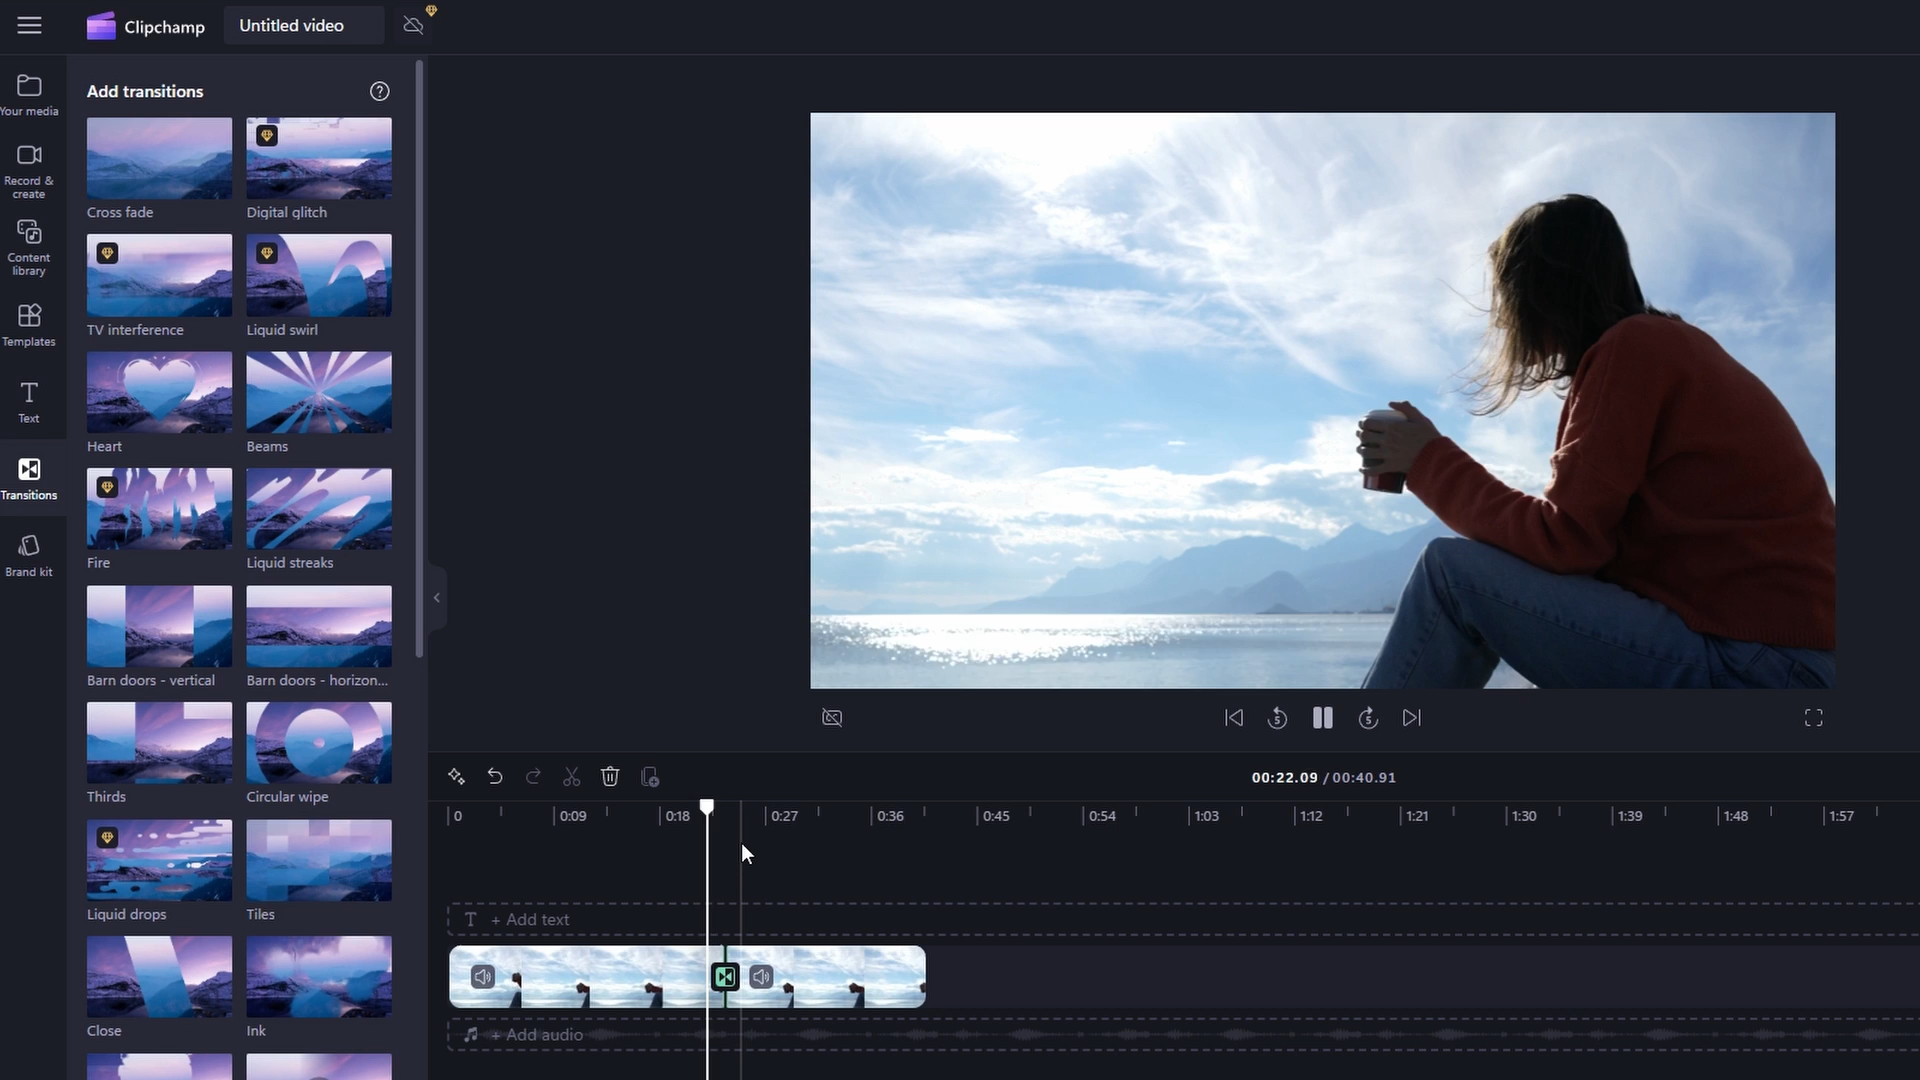 Clipchamp
Untitled video
Your media
Record &
create
Content
library
Templates
Text
Transitions
Brand kit
Add transitions
Cross fade
Digital glitch
TV interference
Liquid swirl
Heart
Beams
Fire
Liquid streaks
Barn doors - vertical
Barn doors - horizon...
Thirds
Circular wipe
Liquid drops
Tiles
Close
Ink
5
5
00:22.09 / 00:40.91
0 0:09 0:18 0:27 0:36 0:45 0:54 1:03 1:12 1:21 1:30 1:39 1:48 1:57
T + Add text
+ Add audio